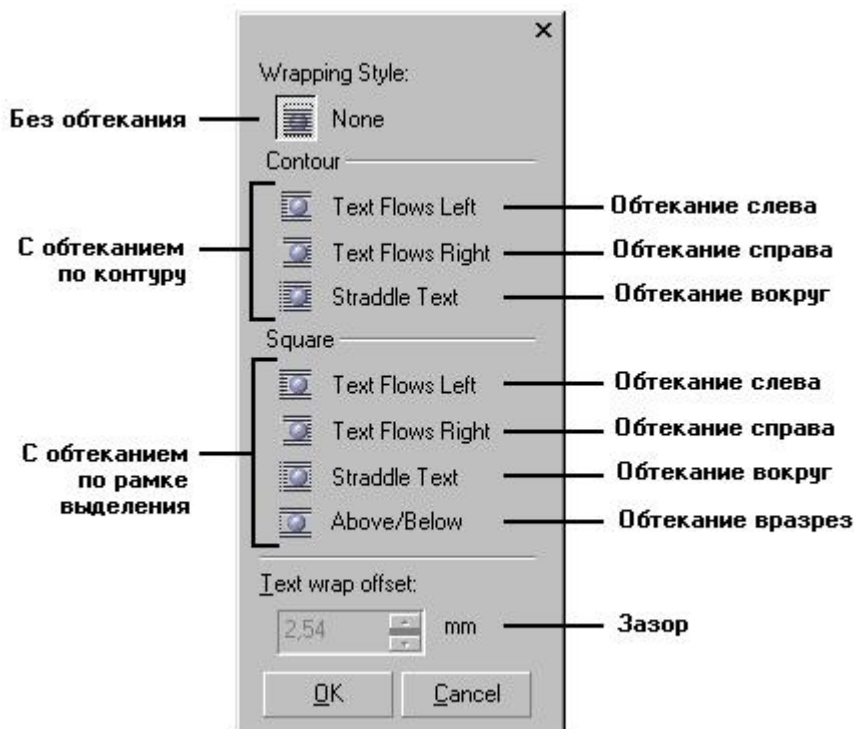 Wrapping Style:
Без обтекания None
Contour
Text Flows Left Обтекание слева
С обтеканием
по контуру
Text Flows Right Обтекание справа
Straddle Text Обтекание вокруг
Square
Text Flows Left Обтекание слева
Text Flows Right Обтекание справа
С обтеканием
по рамке
выделения
Straddle Text Обтекание вокруг
Above/Below Обтекание вразрез
Text wrap offset:
2,54 mm Зазор
OK Cancel